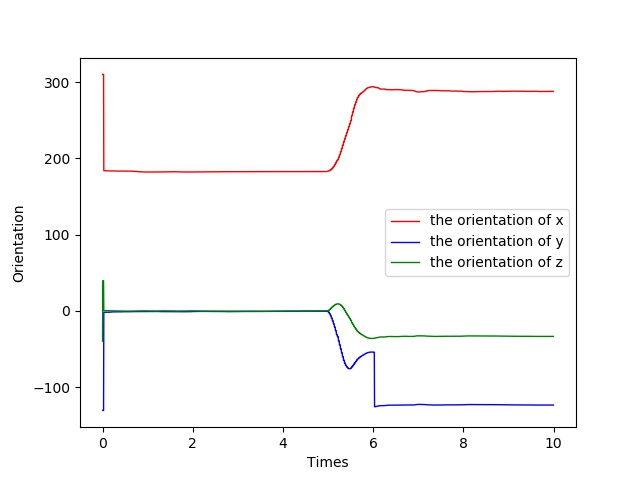 300
200
100
0
−100
Orientation
the orientation of x
the orientation of y
the orientation of z
0 2 4 6 8 10
Times